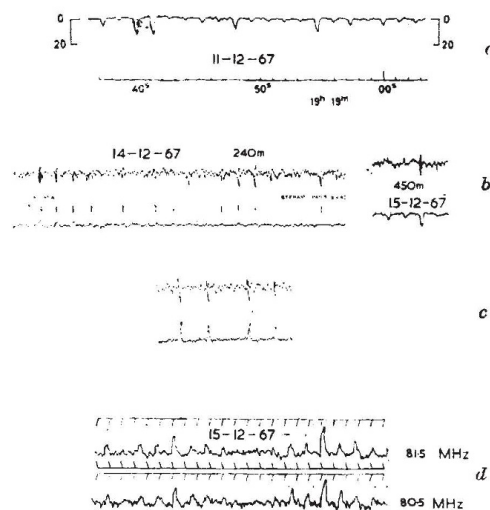 0 0
20 20
a
11-12-67
40ˢ 50ˢ 00ˢ
19ʰ 19ᵐ
14-12-67 240m
450m
15-12-67
b
c
15-12-67
81·5 MHz
d
80·5 MHz